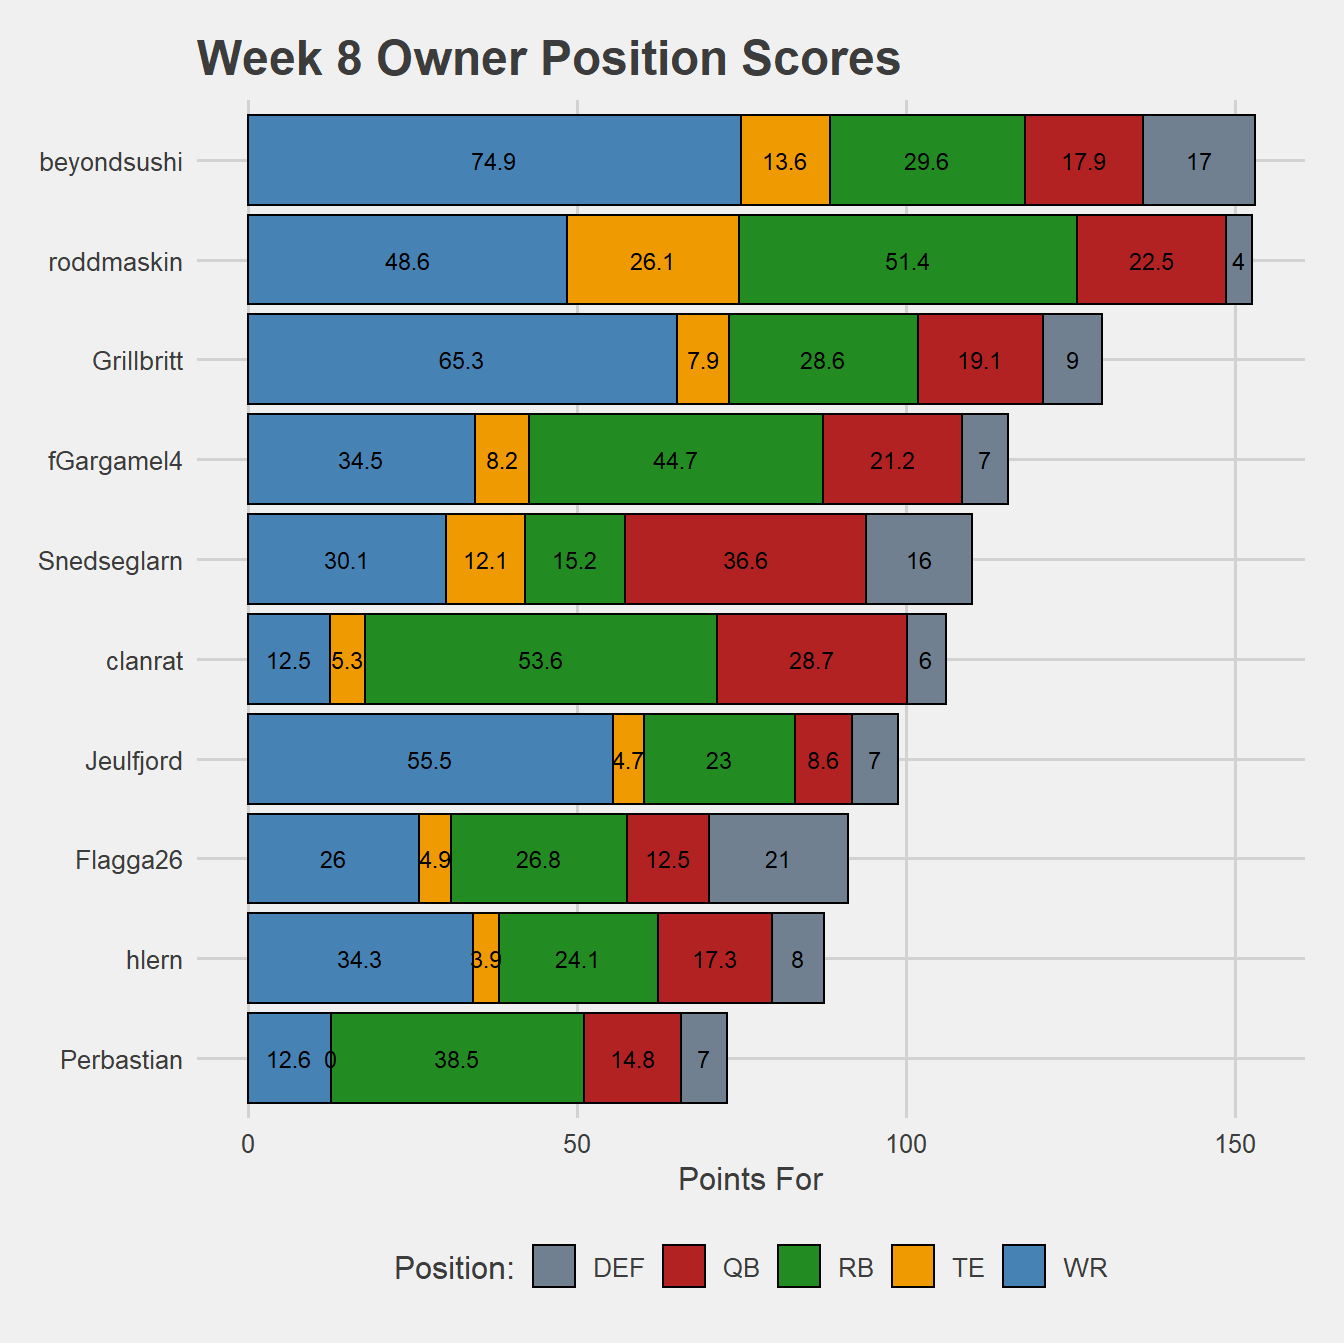 Week 8 Owner Position Scores
beyondsushi 74.9 13.6 29.6 17.9 17
roddmaskin 48.6 26.1 51.4 22.5 4
Grillbritt 65.3 7.9 28.6 19.1 9
fGargamel4 34.5 8.2 44.7 21.2 7
Snedseglarn 30.1 12.1 15.2 36.6 16
clanrat 12.5 5.3 53.6 28.7 6
Jeulfjord 55.5 4.7 23 8.6 7
Flagga26 26 4.9 26.8 12.5 21
hlern 34.3 3.9 24.1 17.3 8
Perbastian 12.6 0 38.5 14.8 7
0 50 100 150
Points For
Position: DEF QB RB TE WR